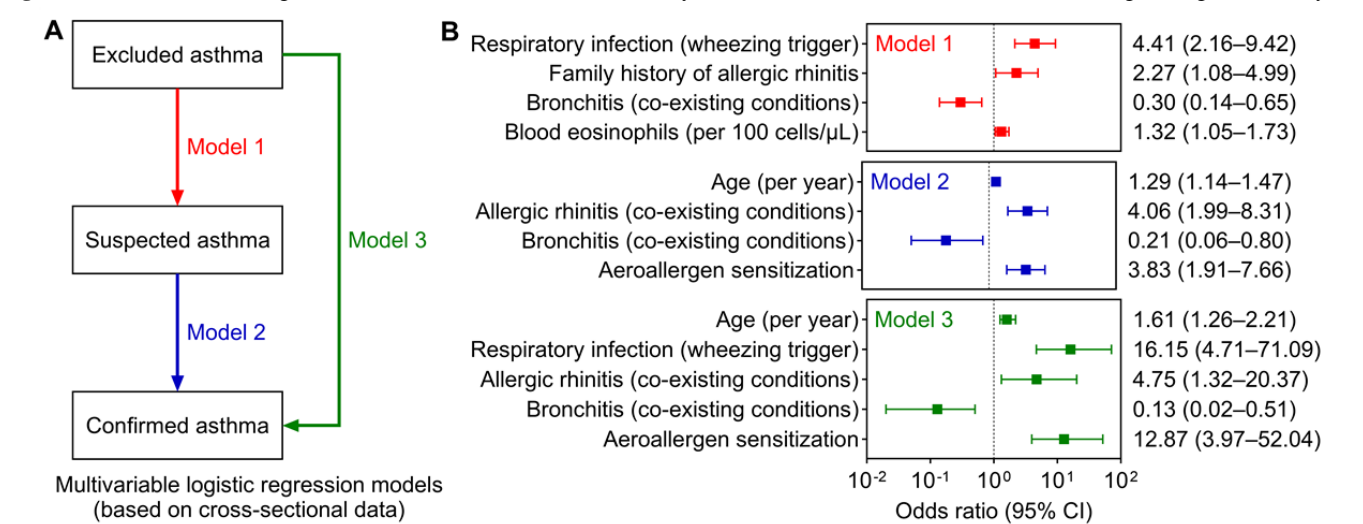 A
Excluded asthma
Model 1
Suspected asthma
Model 3
Model 2
Confirmed asthma
Multivariable logistic regression models
(based on cross-sectional data)
B
Respiratory infection (wheezing trigger) Model 1 4.41 (2.16–9.42)
Family history of allergic rhinitis 2.27 (1.08–4.99)
Bronchitis (co-existing conditions) 0.30 (0.14–0.65)
Blood eosinophils (per 100 cells/µL) 1.32 (1.05–1.73)
Age (per year) Model 2 1.29 (1.14–1.47)
Allergic rhinitis (co-existing conditions) 4.06 (1.99–8.31)
Bronchitis (co-existing conditions) 0.21 (0.06–0.80)
Aeroallergen sensitization 3.83 (1.91–7.66)
Age (per year) Model 3 1.61 (1.26–2.21)
Respiratory infection (wheezing trigger) 16.15 (4.71–71.09)
Allergic rhinitis (co-existing conditions) 4.75 (1.32–20.37)
Bronchitis (co-existing conditions) 0.13 (0.02–0.51)
Aeroallergen sensitization 12.87 (3.97–52.04)
10⁻² 10⁻¹ 10⁰ 10¹ 10²
Odds ratio (95% CI)